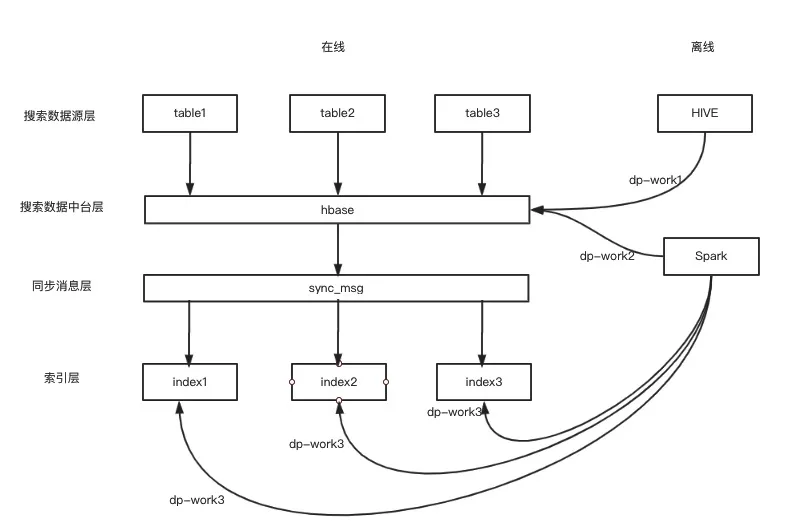 在线
离线
搜索数据源层
table1
table2
table3
HIVE
dp-work1
搜索数据中台层
hbase
dp-work2
Spark
同步消息层
sync_msg
索引层
index1
index2
index3
dp-work3
dp-work3
dp-work3